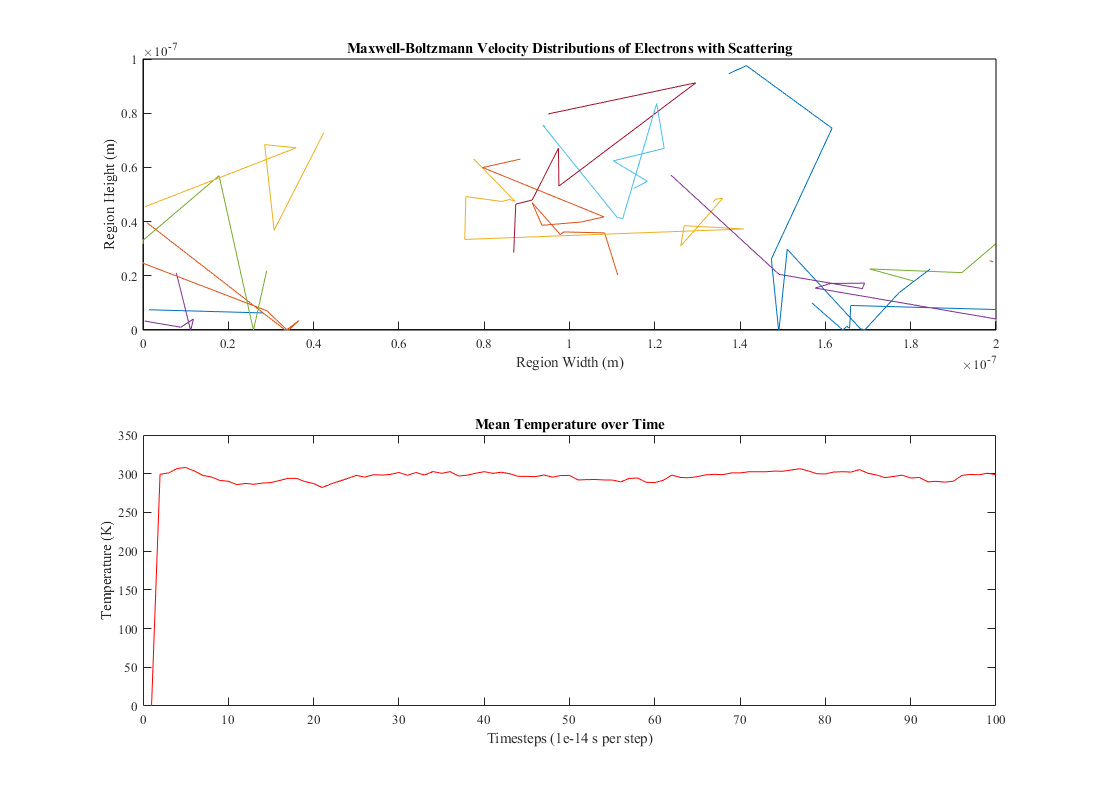 Maxwell-Boltzmann Velocity Distributions of Electrons with Scattering
×10-7
1
0.8
0.6
0.4
0.2
0
Region Height (m)
0 0.2 0.4 0.6 0.8 1 1.2 1.4 1.6 1.8 2
Region Width (m)
×10-7
Mean Temperature over Time
350
300
250
200
150
100
50
0
Temperature (K)
0 10 20 30 40 50 60 70 80 90 100
Timesteps (1e-14 s per step)